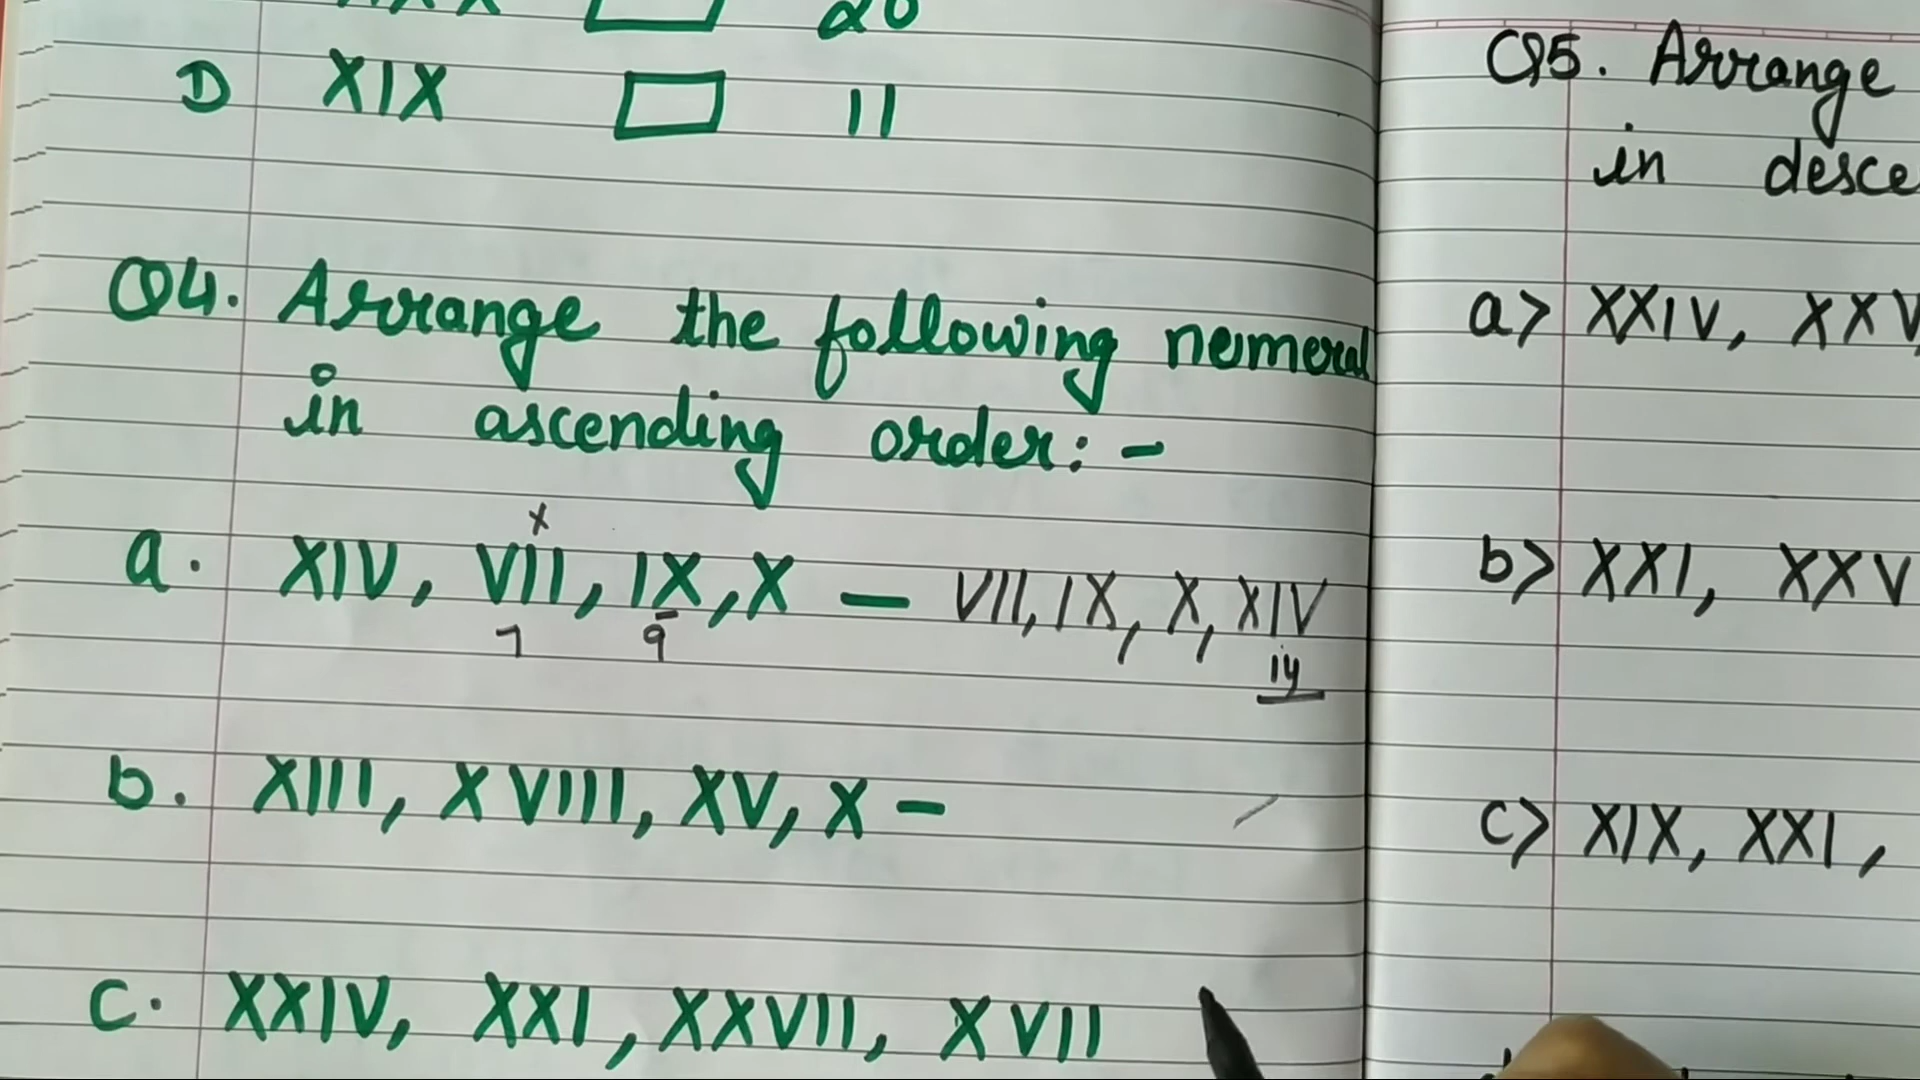 20
D XIX 11
Q4. Arrange the following nemeral
in ascending order:-
x
a. XIV, VII, IX, X — VII, IX, X, XIV
7 9 14
b. XIII, XVIII, XV, X -
c. XXIV, XXI, XXVII, XVII
Q5. Arrange
in desce
a> XXIV, XXV
b> XXI, XXV
c> XIX, XXI,